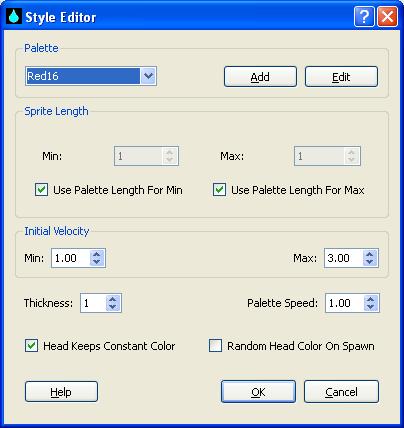 Style Editor
Palette
Red16
Add Edit
Sprite Length
Min: 1 Max: 1
Use Palette Length For Min Use Palette Length For Max
Initial Velocity
Min: 1.00 Max: 3.00
Thickness: 1 Palette Speed: 1.00
Head Keeps Constant Color Random Head Color On Spawn
Help OK Cancel